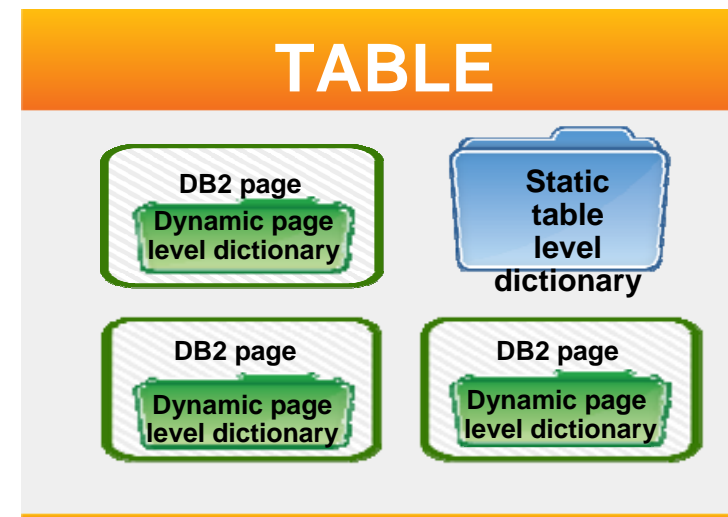 TABLE
DB2 page
Dynamic page
level dictionary
Static
table
level
dictionary
DB2 page
Dynamic page
level dictionary
DB2 page
Dynamic page
level dictionary